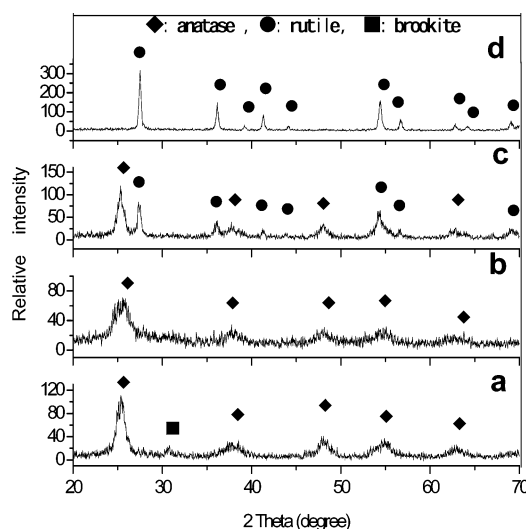 ◆: anatase , ●: rutile, ■: brookite
d
300
200
100
0
c
150
100
50
0
b
80
40
0
a
120
80
40
0
20 30 40 50 60 70
2 Theta (degree)
Relative intensity